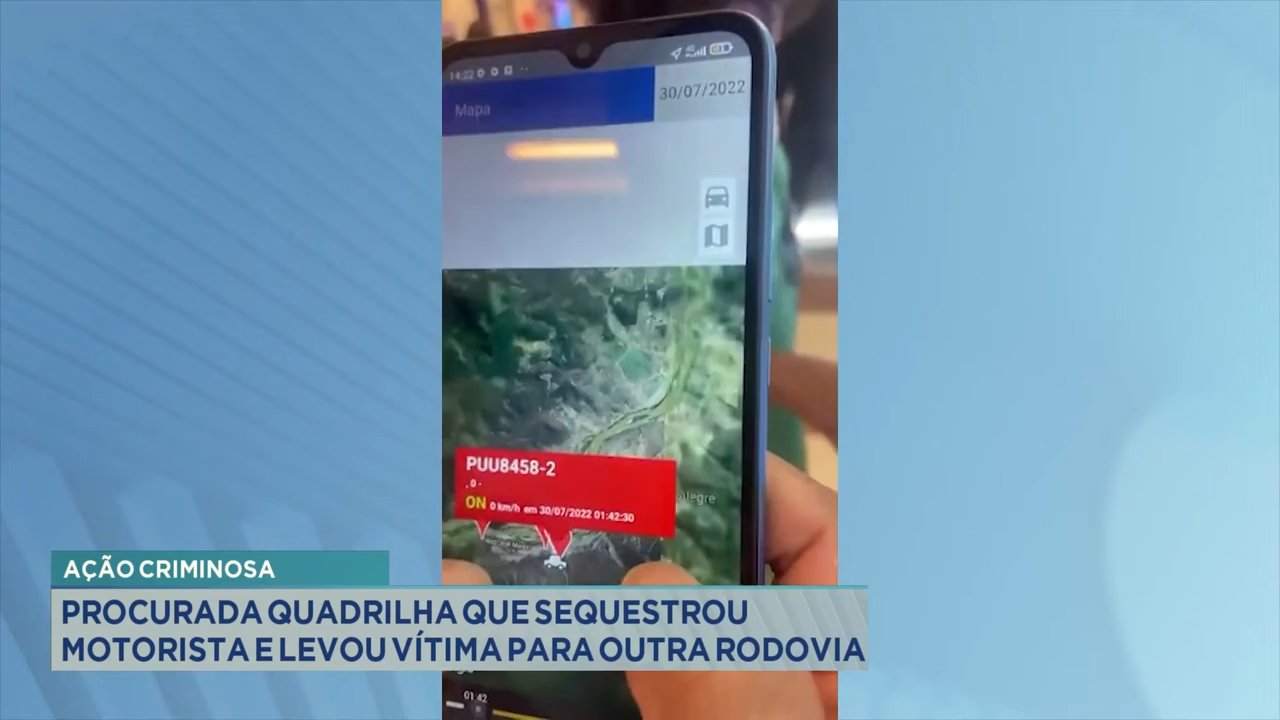 14:22
30/07/2022
Mapa
PUU8458-2
, 0 -
ON 0 km/h em 30/07/2022 01:42:30
alegre
01:42
AÇÃO CRIMINOSA
PROCURADA QUADRILHA QUE SEQUESTROU
MOTORISTA E LEVOU VÍTIMA PARA OUTRA RODOVIA